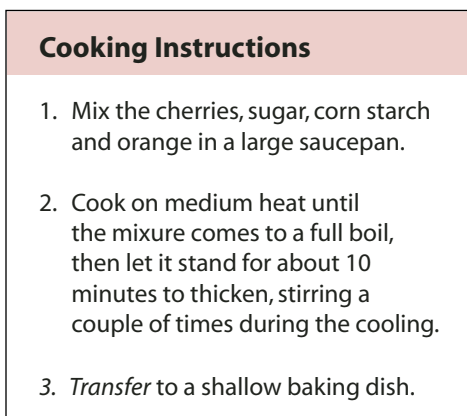 Cooking Instructions
1. Mix the cherries, sugar, corn starch
and orange in a large saucepan.
2. Cook on medium heat until
the mixure comes to a full boil,
then let it stand for about 10
minutes to thicken, stirring a
couple of times during the cooling.
3. Transfer to a shallow baking dish.